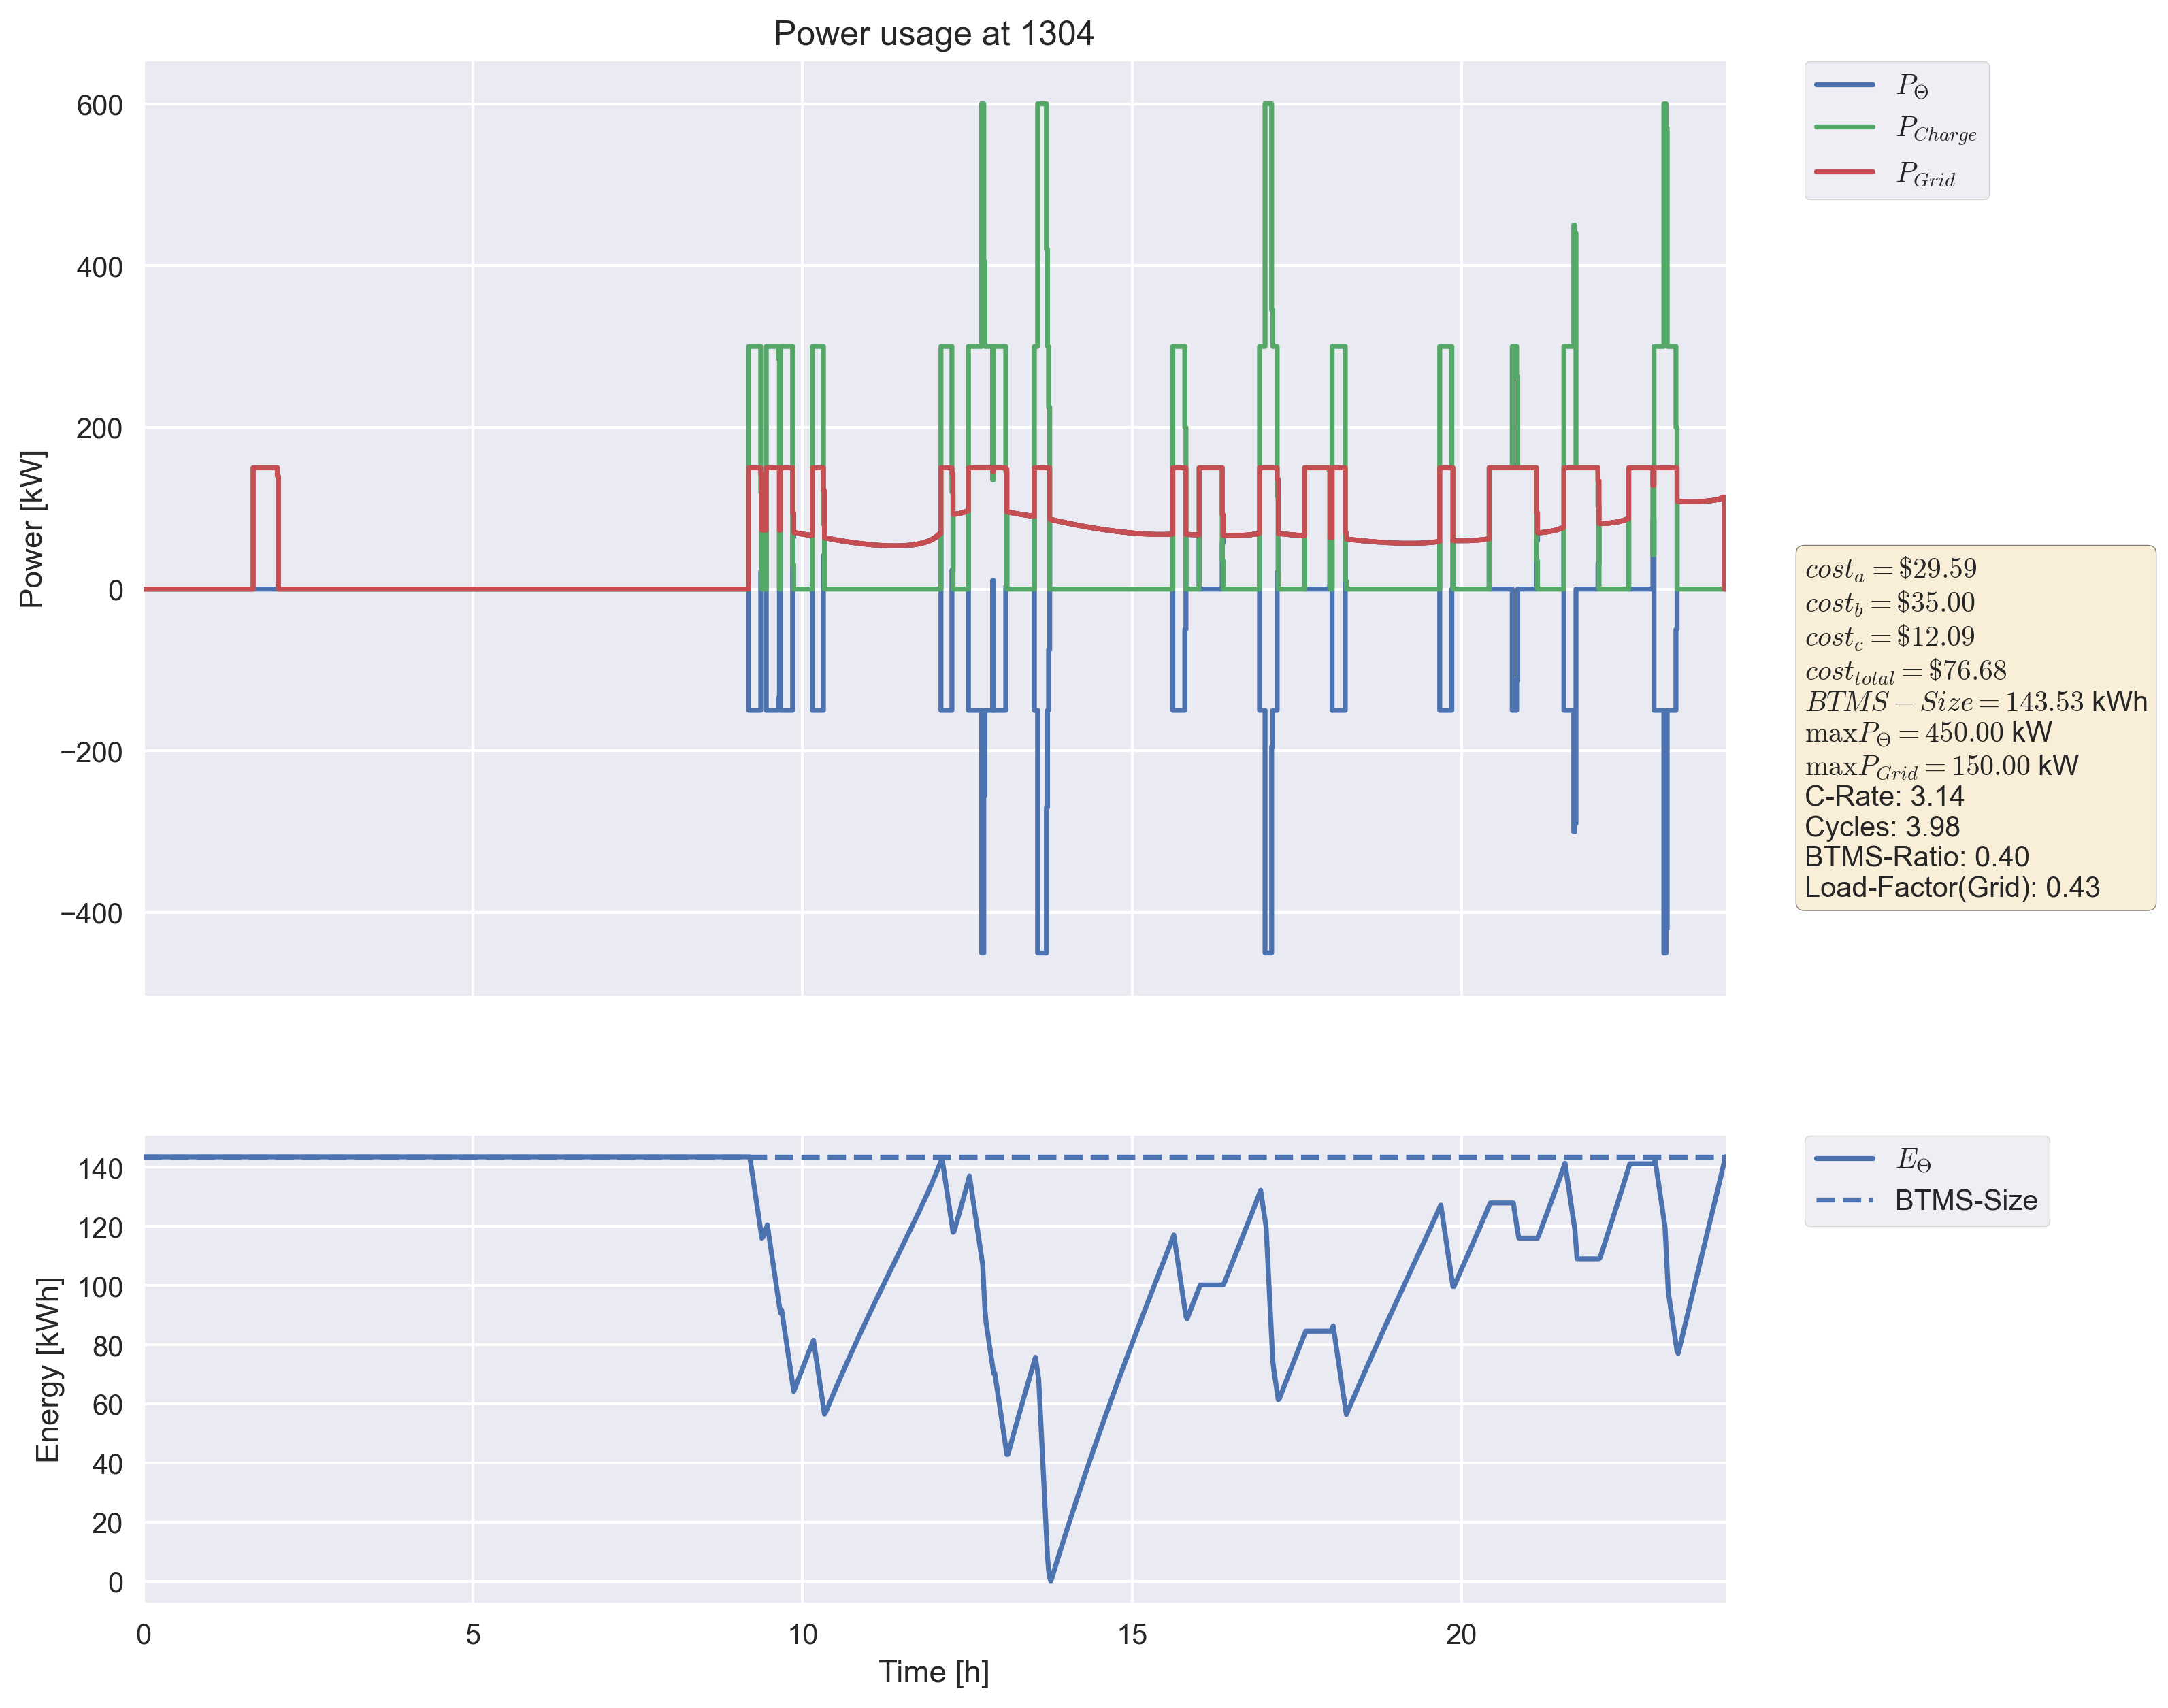 Power usage at 1304
600
400
200
0
−200
−400
Power [kW]
P_Θ
P_Charge
P_Grid
cost_a = $29.59
cost_b = $35.00
cost_c = $12.09
cost_total = $76.68
BTMS − Size = 143.53 kWh
max P_Θ = 450.00 kW
max P_Grid = 150.00 kW
C-Rate: 3.14
Cycles: 3.98
BTMS-Ratio: 0.40
Load-Factor(Grid): 0.43
140
120
100
80
60
40
20
0
Energy [kWh]
E_Θ
BTMS-Size
0 5 10 15 20
Time [h]